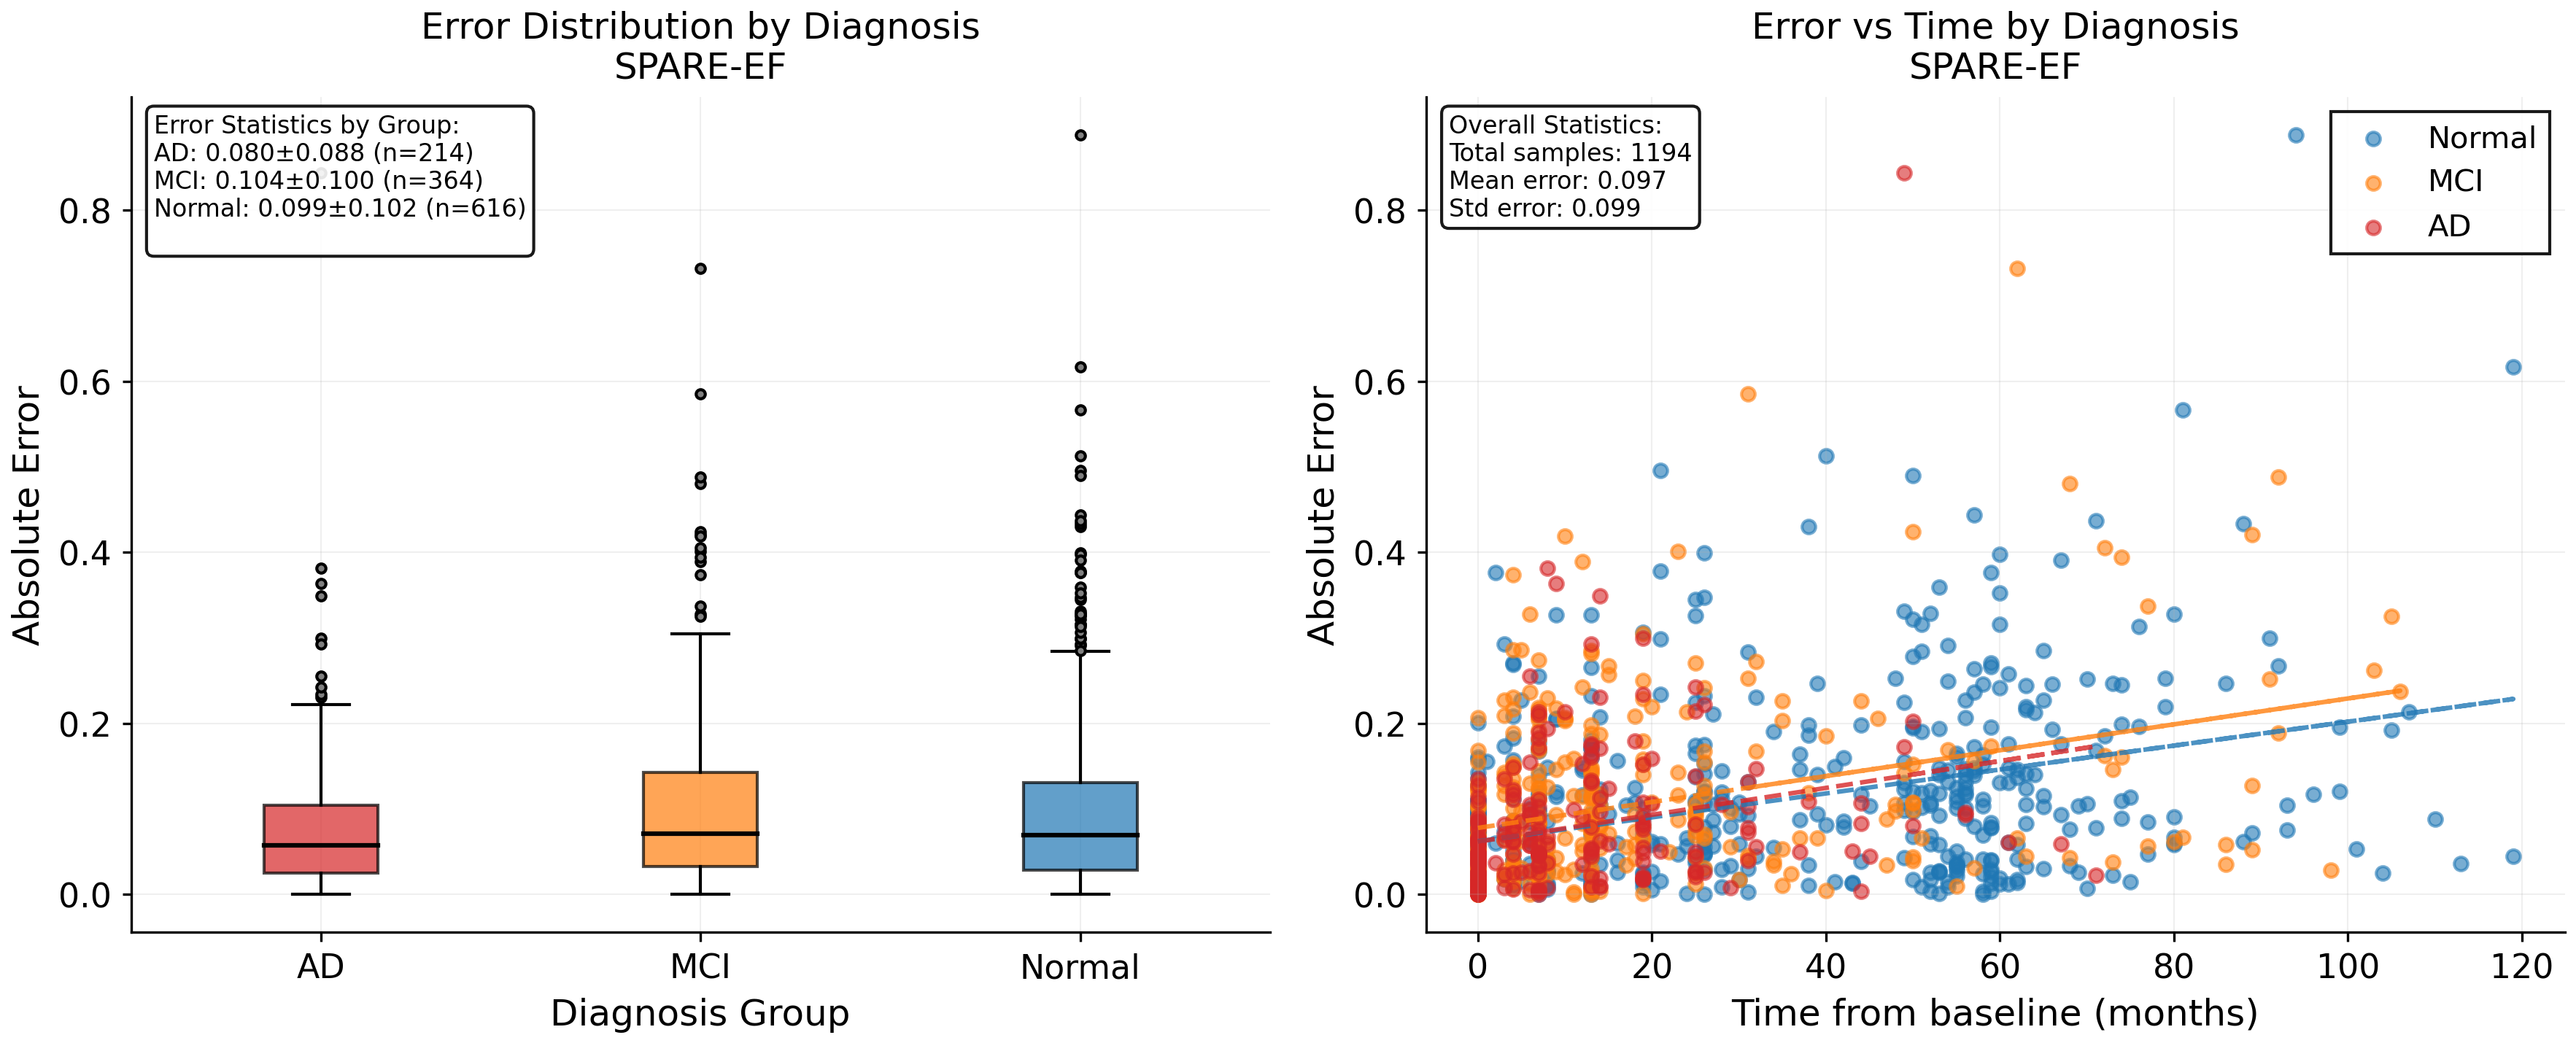 Error Distribution by Diagnosis
SPARE-EF
Error Statistics by Group:
AD: 0.080±0.088 (n=214)
MCI: 0.104±0.100 (n=364)
Normal: 0.099±0.102 (n=616)
Absolute Error
0.8
0.6
0.4
0.2
0.0
AD MCI Normal
Diagnosis Group
Error vs Time by Diagnosis
SPARE-EF
Overall Statistics:
Total samples: 1194
Mean error: 0.097
Std error: 0.099
Normal
MCI
AD
Absolute Error
0.8
0.6
0.4
0.2
0.0
0 20 40 60 80 100 120
Time from baseline (months)